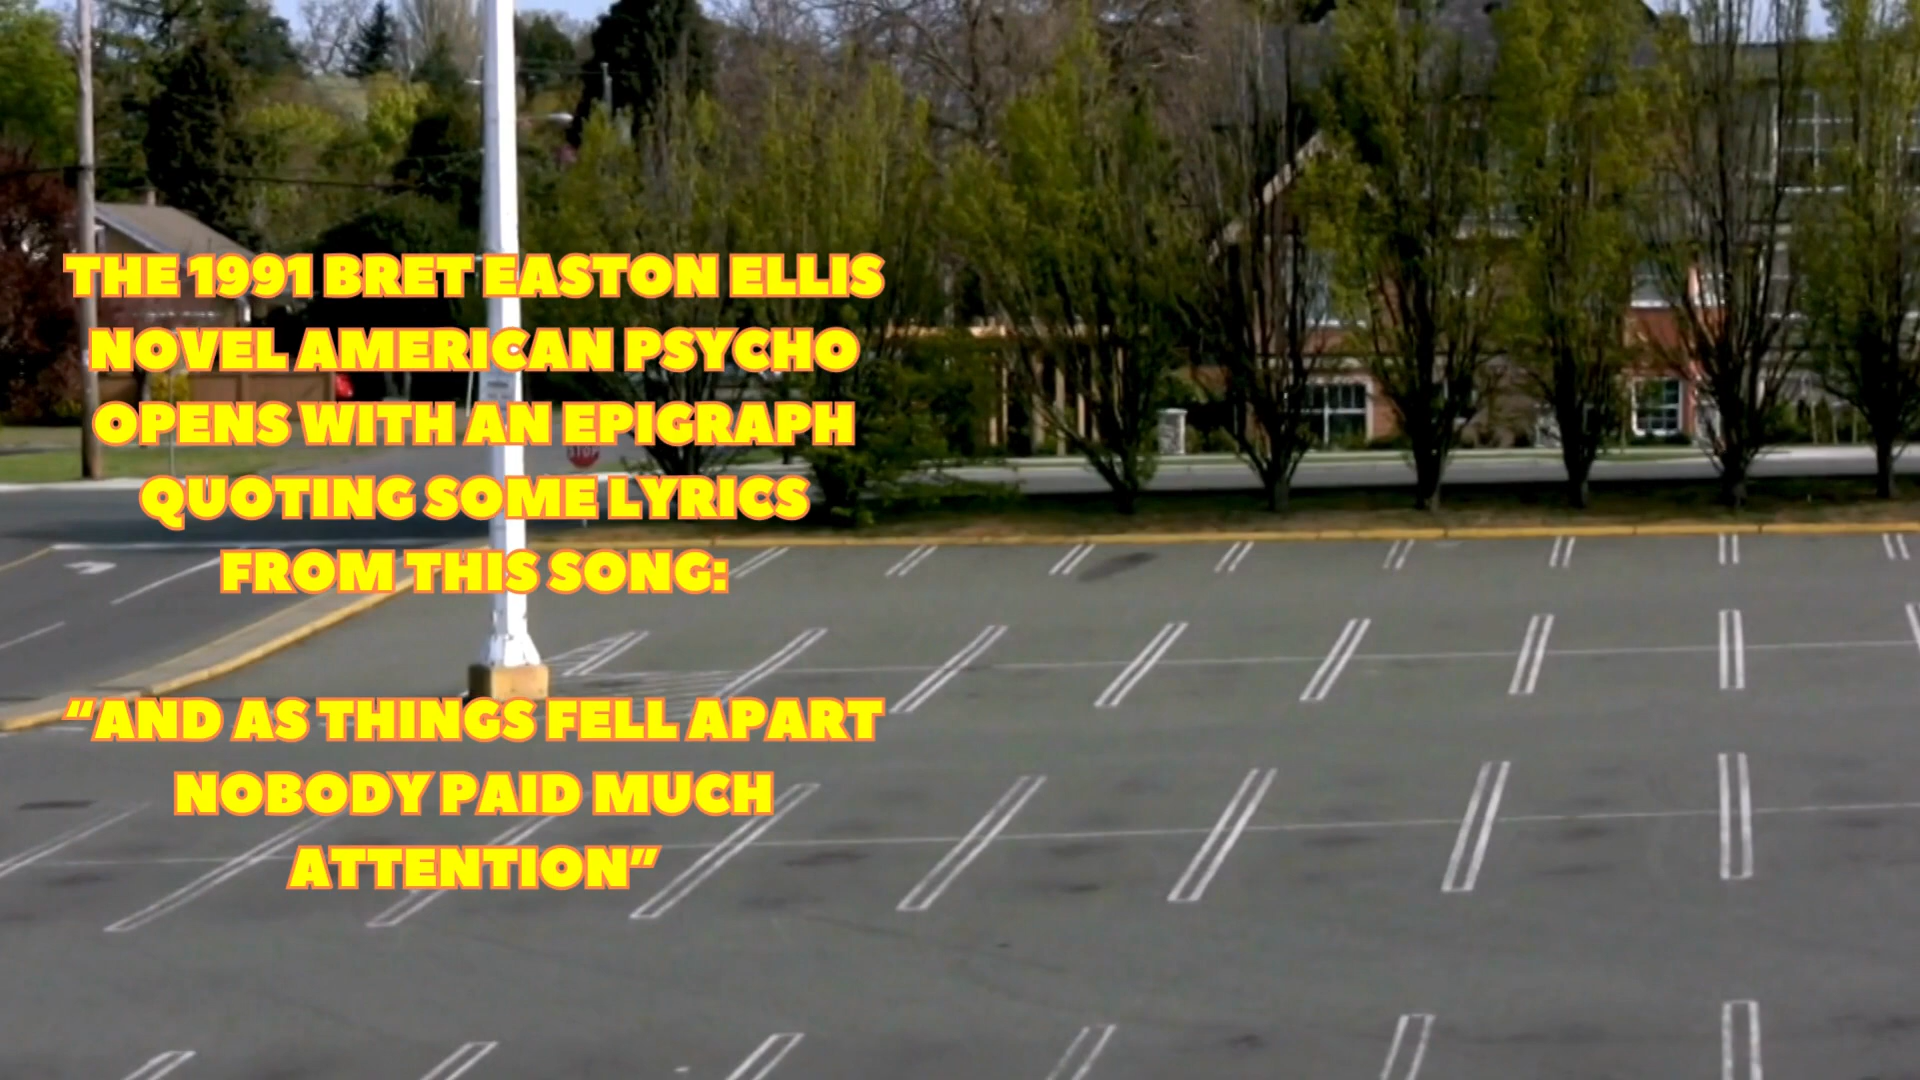 THE 1991 BRET EASTON ELLIS
NOVEL AMERICAN PSYCHO
OPENS WITH AN EPIGRAPH
QUOTING SOME LYRICS
FROM THIS SONG:
“AND AS THINGS FELL APART
NOBODY PAID MUCH
ATTENTION”
STOP